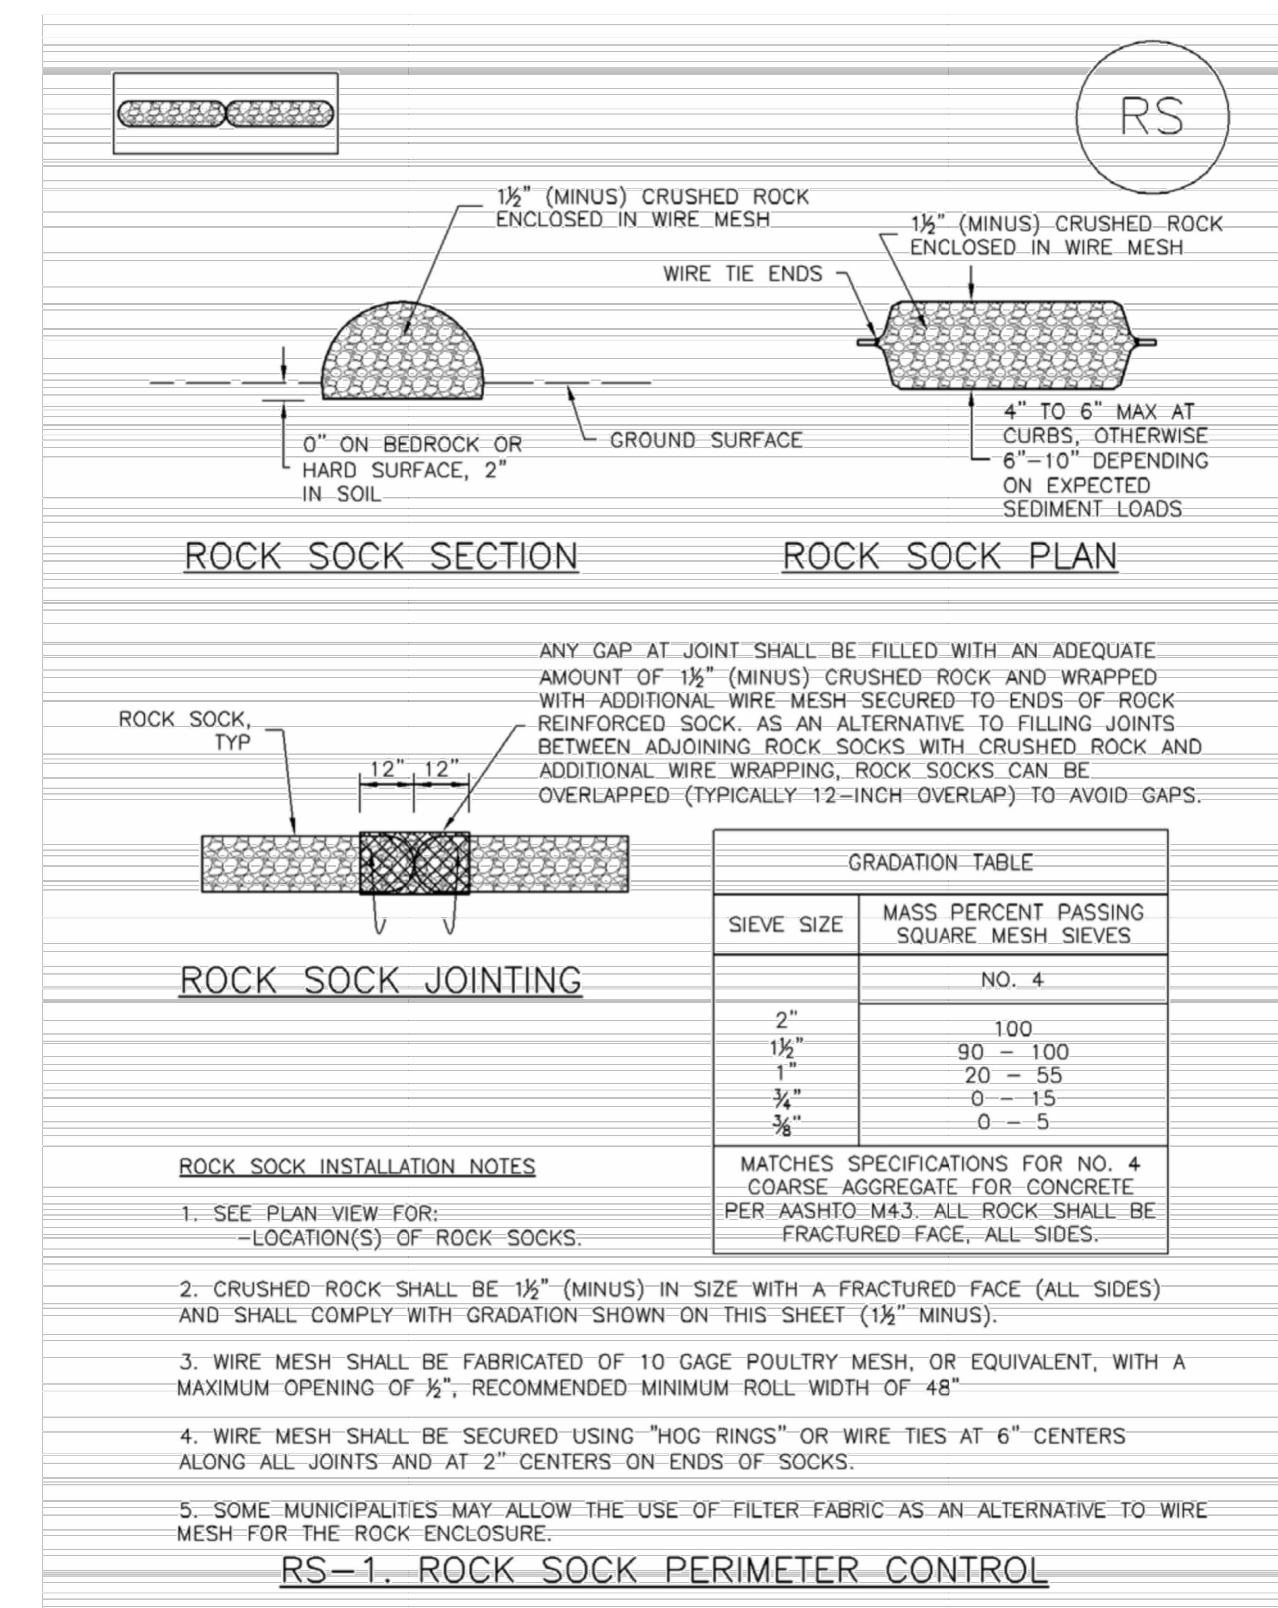 RS
1½" (MINUS) CRUSHED ROCK
ENCLOSED IN WIRE MESH
1½" (MINUS) CRUSHED ROCK
ENCLOSED IN WIRE MESH
WIRE TIE ENDS
0" ON BEDROCK OR
HARD SURFACE, 2"
IN SOIL
GROUND SURFACE
4" TO 6" MAX AT
CURBS, OTHERWISE
6"-10" DEPENDING
ON EXPECTED
SEDIMENT LOADS
ROCK SOCK SECTION
ROCK SOCK PLAN
ANY GAP AT JOINT SHALL BE FILLED WITH AN ADEQUATE
AMOUNT OF 1½" (MINUS) CRUSHED ROCK AND WRAPPED
WITH ADDITIONAL WIRE MESH SECURED TO ENDS OF ROCK
REINFORCED SOCK. AS AN ALTERNATIVE TO FILLING JOINTS
BETWEEN ADJOINING ROCK SOCKS WITH CRUSHED ROCK AND
ADDITIONAL WIRE WRAPPING, ROCK SOCKS CAN BE
OVERLAPPED (TYPICALLY 12-INCH OVERLAP) TO AVOID GAPS.
ROCK SOCK,
TYP
12" 12"
ROCK SOCK JOINTING
GRADATION TABLE
SIEVE SIZE
MASS PERCENT PASSING
SQUARE MESH SIEVES
NO. 4
2" 100
1½" 90 - 100
1" 20 - 55
¾" 0 - 15
⅜" 0 - 5
MATCHES SPECIFICATIONS FOR NO. 4
COARSE AGGREGATE FOR CONCRETE
PER AASHTO M43. ALL ROCK SHALL BE
FRACTURED FACE, ALL SIDES.
ROCK SOCK INSTALLATION NOTES
1. SEE PLAN VIEW FOR:
-LOCATION(S) OF ROCK SOCKS.
2. CRUSHED ROCK SHALL BE 1½" (MINUS) IN SIZE WITH A FRACTURED FACE (ALL SIDES)
AND SHALL COMPLY WITH GRADATION SHOWN ON THIS SHEET (1½" MINUS).
3. WIRE MESH SHALL BE FABRICATED OF 10 GAGE POULTRY MESH, OR EQUIVALENT, WITH A
MAXIMUM OPENING OF ½", RECOMMENDED MINIMUM ROLL WIDTH OF 48"
4. WIRE MESH SHALL BE SECURED USING "HOG RINGS" OR WIRE TIES AT 6" CENTERS
ALONG ALL JOINTS AND AT 2" CENTERS ON ENDS OF SOCKS.
5. SOME MUNICIPALITIES MAY ALLOW THE USE OF FILTER FABRIC AS AN ALTERNATIVE TO WIRE
MESH FOR THE ROCK ENCLOSURE.
RS-1. ROCK SOCK PERIMETER CONTROL